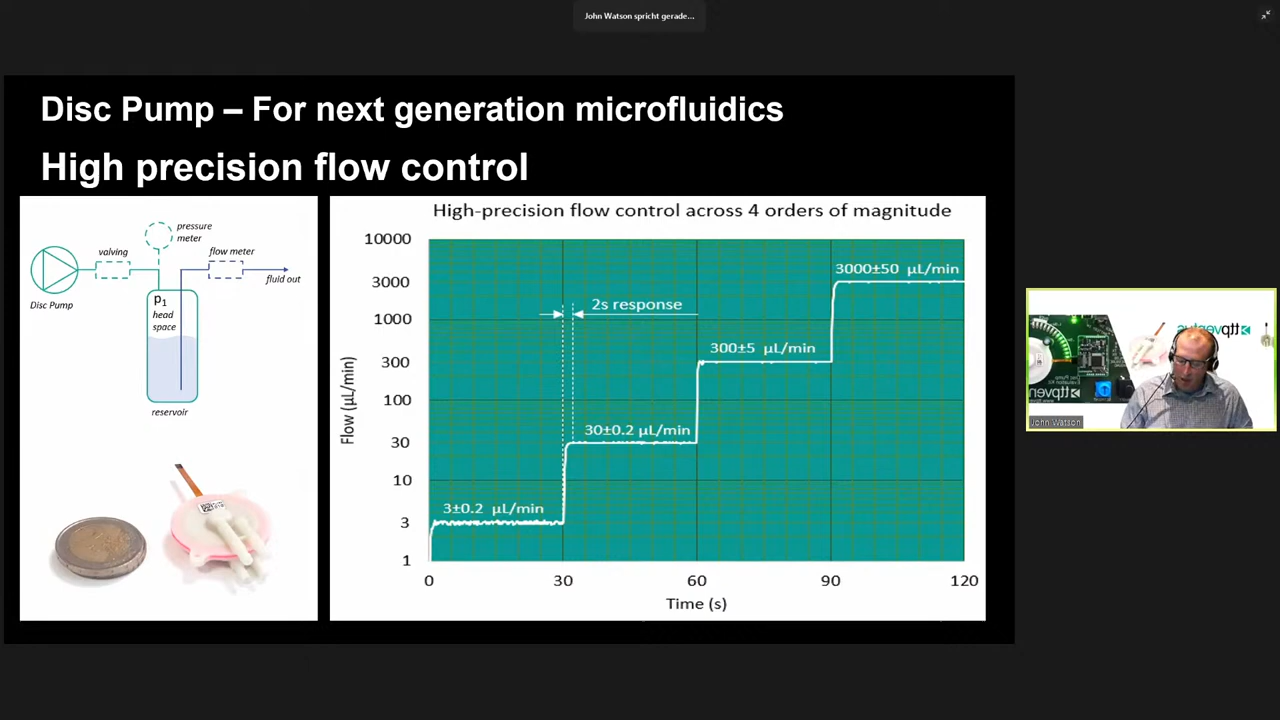 John Watson spricht gerade...
Disc Pump – For next generation microfluidics
High precision flow control
pressure
meter
valving
flow meter
fluid out
Disc Pump
p1
head
space
reservoir
High-precision flow control across 4 orders of magnitude
10000
3000
1000
300
100
30
10
3
1
Flow (µL/min)
3000±50 µL/min
2s response
300±5 µL/min
30±0.2 µL/min
3±0.2 µL/min
0
30
60
90
120
Time (s)
ttpventus
ttpventus
John Watson